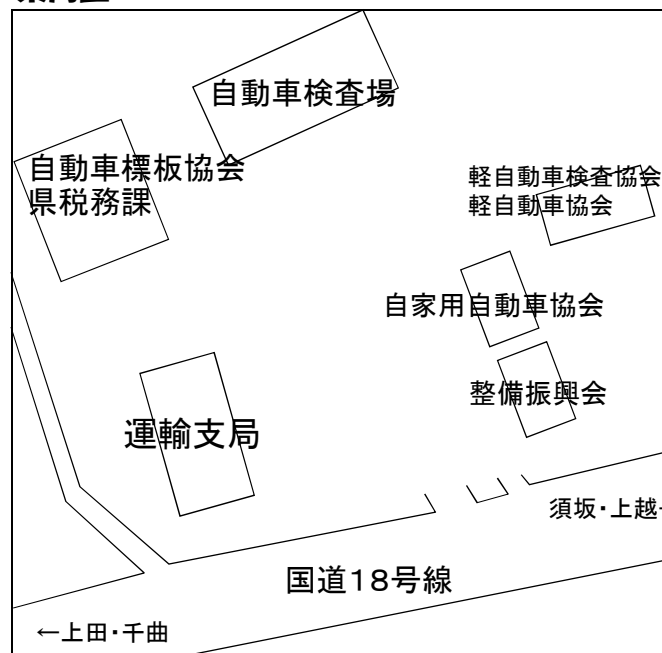 自動車検査場
自動車標板協会
県税務課
軽自動車検査協会
軽自動車協会
自家用自動車協会
整備振興会
運輸支局
須坂・上越
国道18号線
←上田・千曲